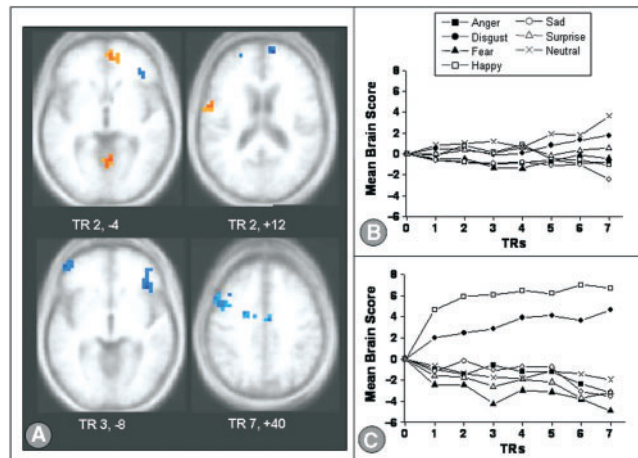 TR 2, -4
TR 2, +12
TR 3, -8
TR 7, +40
A
Anger
Disgust
Fear
Happy
Sad
Surprise
Neutral
Mean Brain Score
8
6
4
2
0
-2
-4
-6
0 1 2 3 4 5 6 7
TRs
B
Mean Brain Score
8
6
4
2
0
-2
-4
-6
0 1 2 3 4 5 6 7
TRs
C